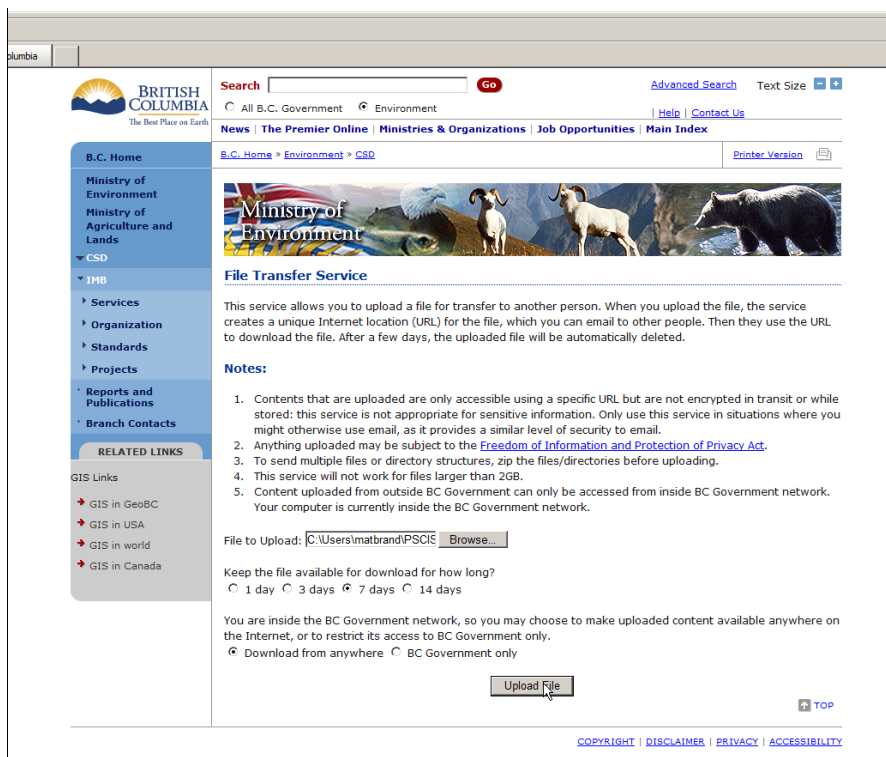 olumbia
BRITISH
COLUMBIA
The Best Place on Earth
Search Go Advanced Search Text Size - +
All B.C. Government Environment
| Help | Contact Us
News | The Premier Online | Ministries & Organizations | Job Opportunities | Main Index
B.C. Home
Ministry of
Environment
Ministry of
Agriculture and
Lands
CSD
IMB
Services
Organization
Standards
Projects
Reports and
Publications
Branch Contacts
RELATED LINKS
GIS Links
GIS in GeoBC
GIS in USA
GIS in world
GIS in Canada
B.C. Home » Environment » CSD
Printer Version
Ministry of
Environment
File Transfer Service
This service allows you to upload a file for transfer to another person. When you upload the file, the service
creates a unique Internet location (URL) for the file, which you can email to other people. Then they use the URL
to download the file. After a few days, the uploaded file will be automatically deleted.
Notes:
1. Contents that are uploaded are only accessible using a specific URL but are not encrypted in transit or while
stored: this service is not appropriate for sensitive information. Only use this service in situations where you
might otherwise use email, as it provides a similar level of security to email.
2. Anything uploaded may be subject to the Freedom of Information and Protection of Privacy Act.
3. To send multiple files or directory structures, zip the files/directories before uploading.
4. This service will not work for files larger than 2GB.
5. Content uploaded from outside BC Government can only be accessed from inside BC Government network.
Your computer is currently inside the BC Government network.
File to Upload: C:\Users\matbrand\PSCIS Browse...
Keep the file available for download for how long?
1 day 3 days 7 days 14 days
You are inside the BC Government network, so you may choose to make uploaded content available anywhere on
the Internet, or to restrict its access to BC Government only.
Download from anywhere BC Government only
Upload File
TOP
COPYRIGHT | DISCLAIMER | PRIVACY | ACCESSIBILITY